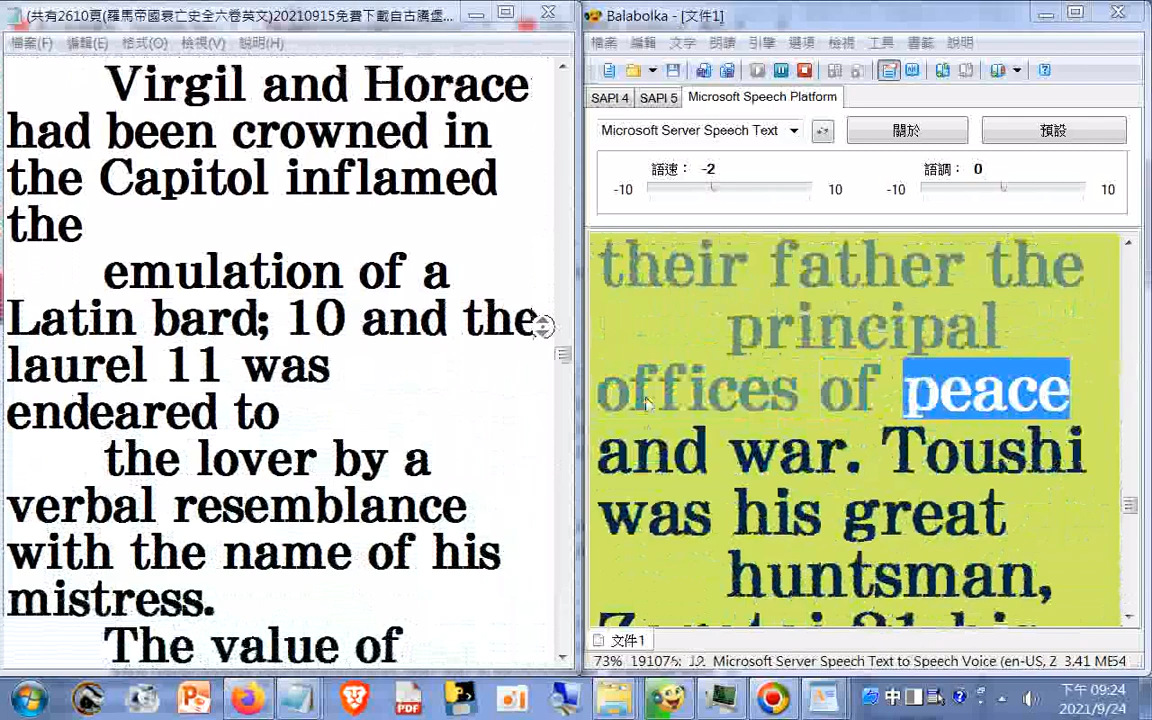 (共有2610頁(羅馬帝國衰亡史全六卷英文)20210915免費下載自古騰堡...
檔案(F) 編輯(E) 格式(O) 檢視(V) 說明(H)
Virgil and Horace
had been crowned in
the Capitol inflamed
the
emulation of a
Latin bard; 10 and the
laurel 11 was
endeared to
the lover by a
verbal resemblance
with the name of his
mistress.
The value of
Balabolka - [文件1]
檔案 編輯 文字 朗讀 引擎 選項 檢視 工具 書籤 說明
SAPI 4 SAPI 5 Microsoft Speech Platform
Microsoft Server Speech Text 關於 預設
語速： -2 語調： 0
-10 10 -10 10
their father the
principal
offices of peace
and war. Toushi
was his great
huntsman,
文件1
73% Microsoft Server Speech Text to Speech Voice (en-US, Z 3.41 ME54
中
下午 09:24
2021/9/24